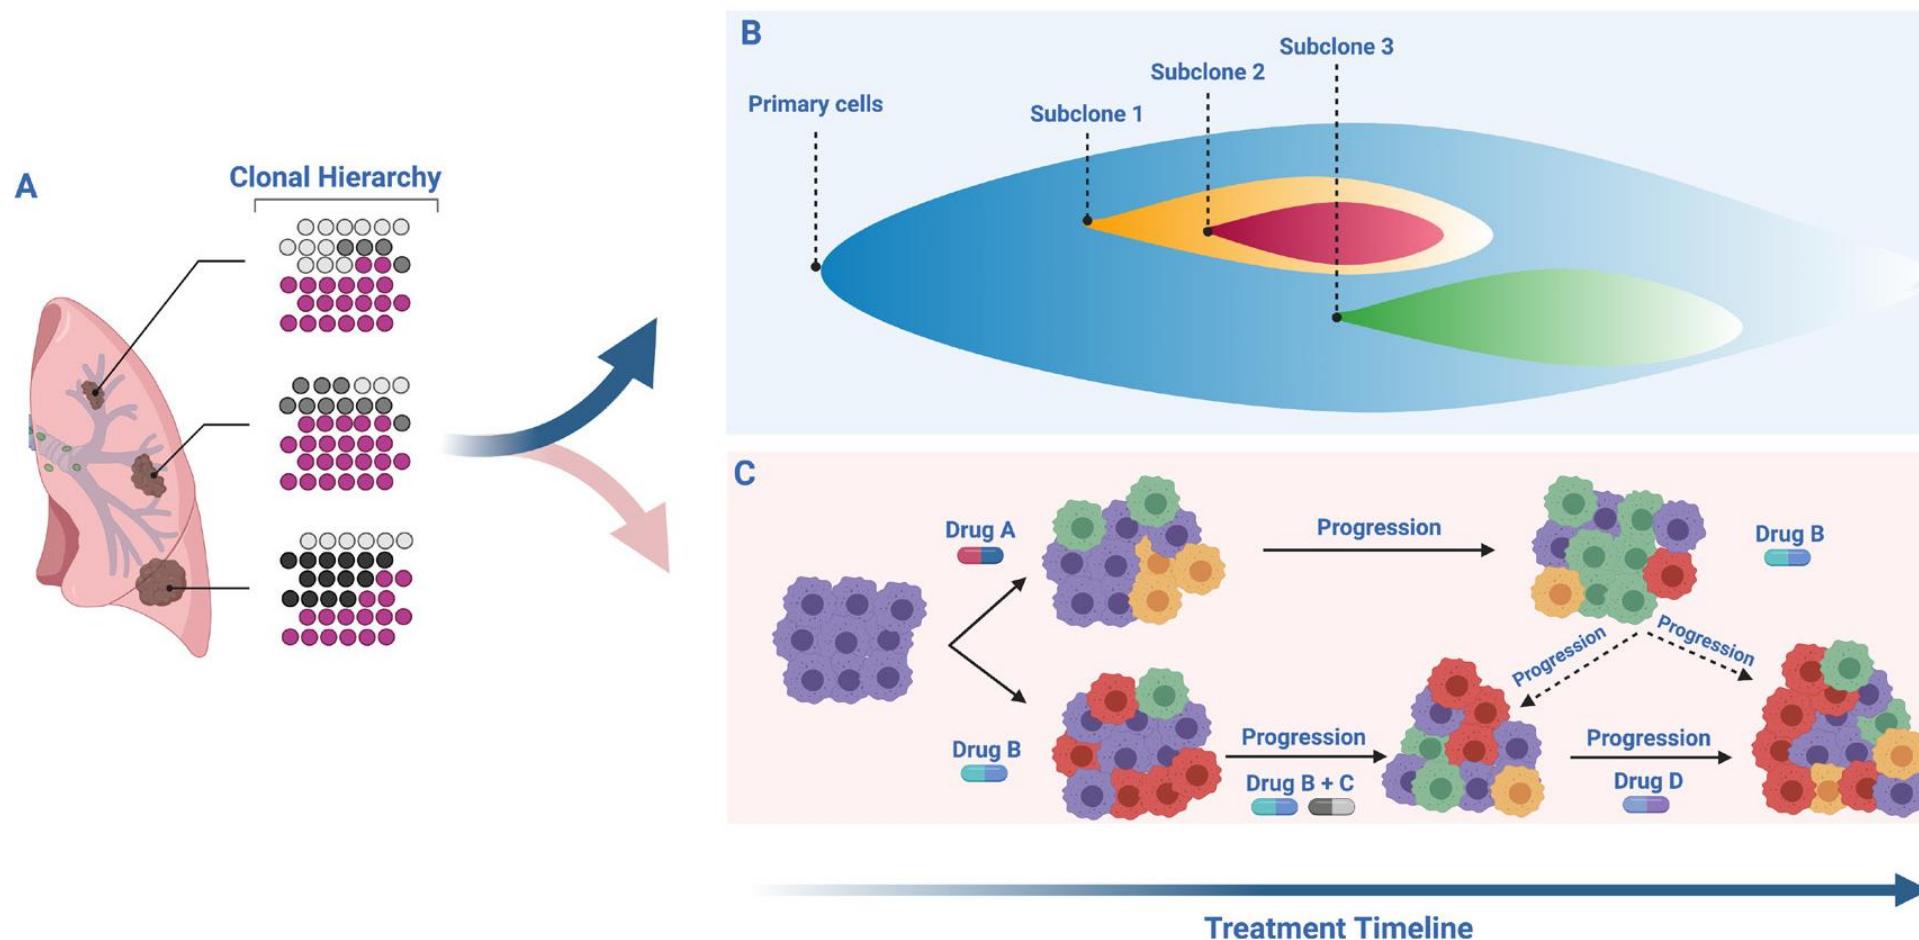 A
Clonal Hierarchy
B
Primary cells
Subclone 1
Subclone 2
Subclone 3
C
Drug A
Progression
Drug B
Progression
Progression
Drug B
Progression
Drug B + C
Progression
Drug D
Treatment Timeline